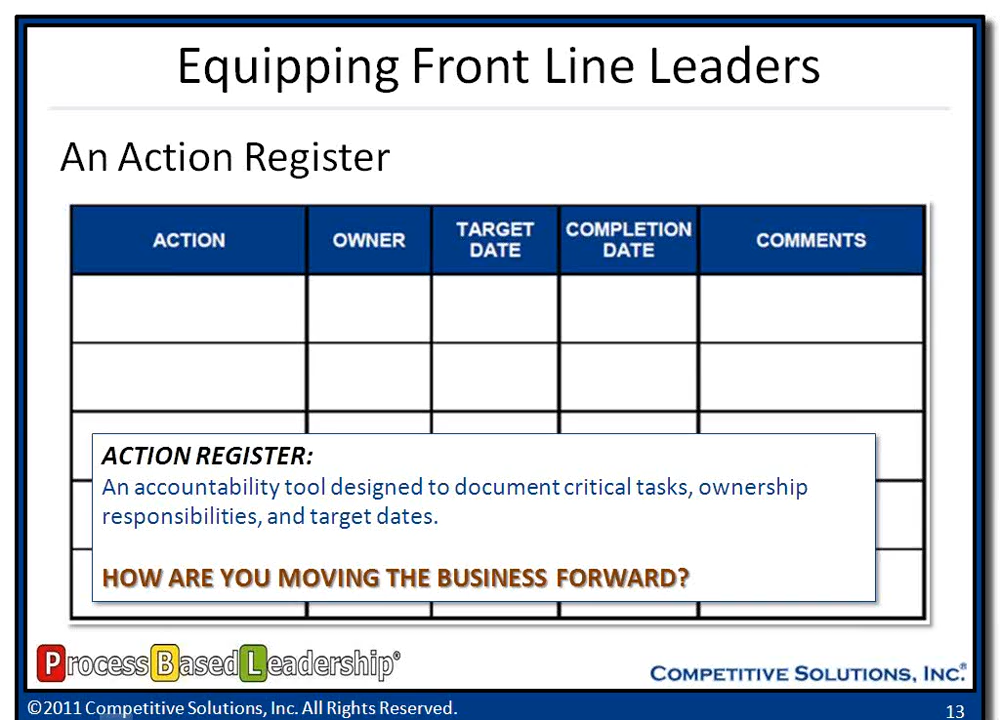 Equipping Front Line Leaders
An Action Register
ACTION
OWNER
TARGET
DATE
COMPLETION
DATE
COMMENTS
ACTION REGISTER:
An accountability tool designed to document critical tasks, ownership
responsibilities, and target dates.
HOW ARE YOU MOVING THE BUSINESS FORWARD?
ProcessBasedLeadership®
COMPETITIVE SOLUTIONS, INC.®
©2011 Competitive Solutions, Inc. All Rights Reserved.
13